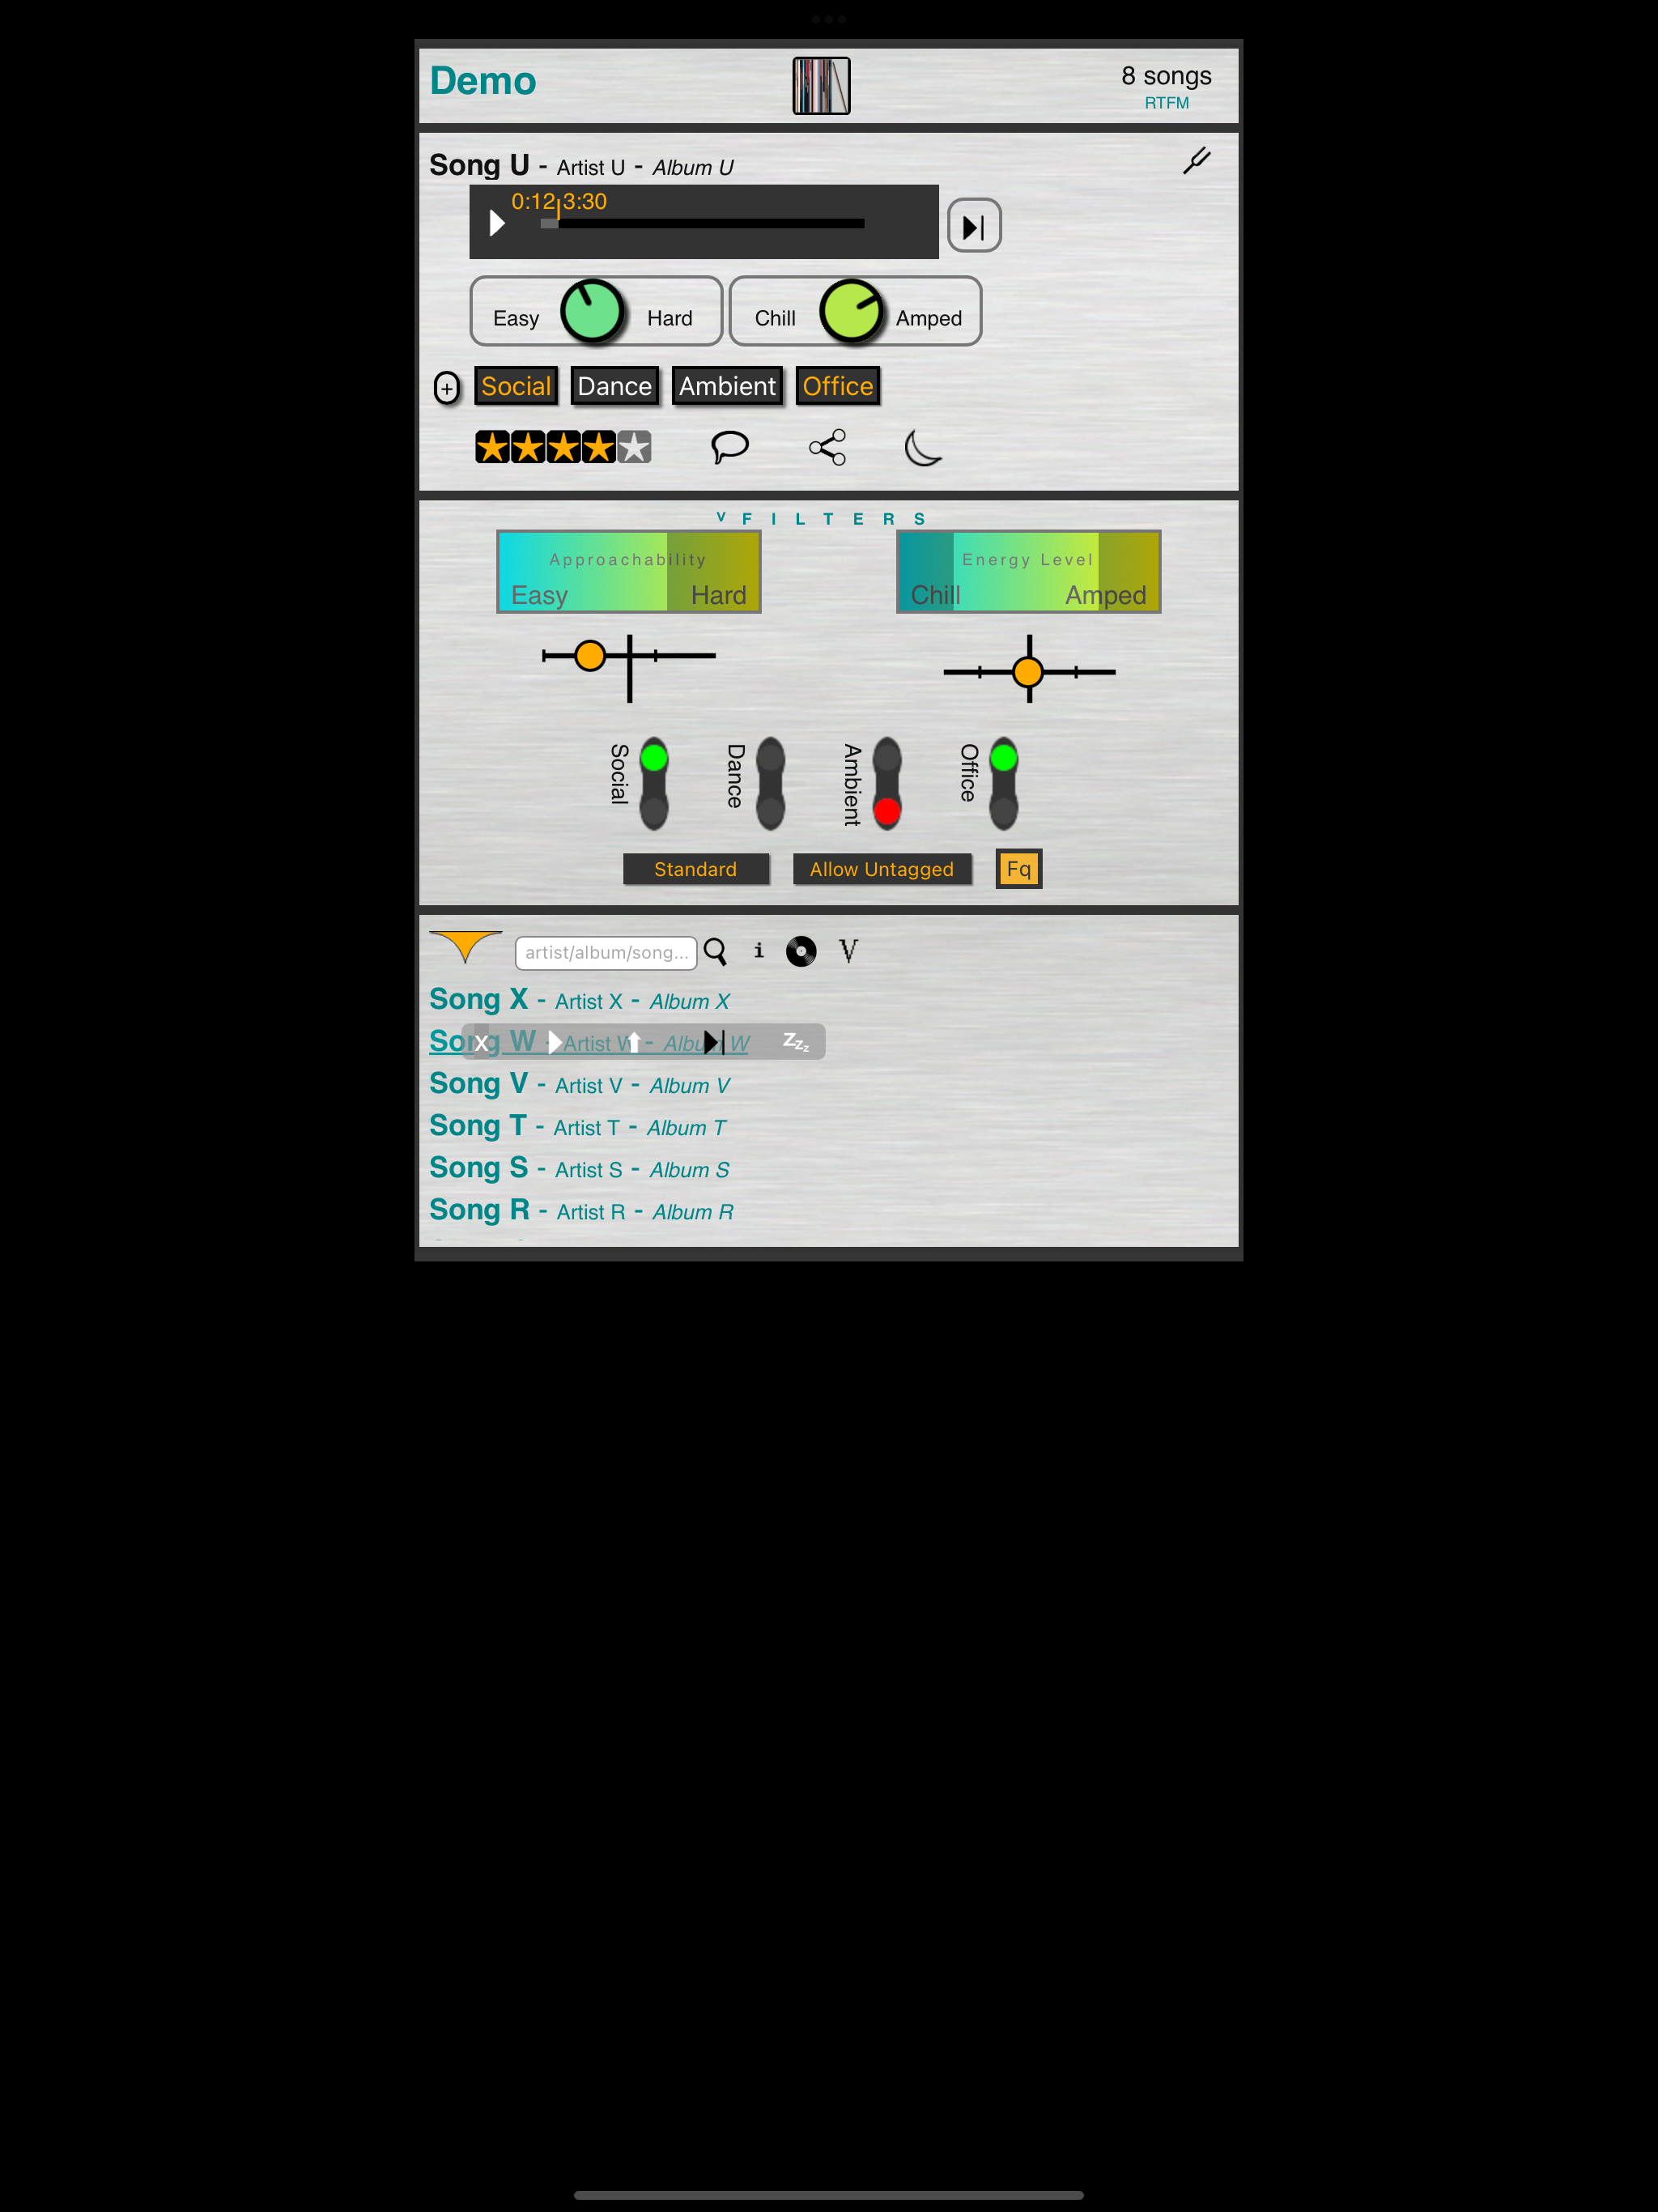 Demo
8 songs
RTFM
Song U - Artist U - Album U
0:12 3:30
Easy Hard
Chill Amped
+ Social Dance Ambient Office
V FILTERS
Approachability
Easy Hard
Energy Level
Chill Amped
Social
Dance
Ambient
Office
Standard
Allow Untagged
Fq
artist/album/song...
i
V
Song X - Artist X - Album X
Song W - Artist W - Album W
X
Zzz
Song V - Artist V - Album V
Song T - Artist T - Album T
Song S - Artist S - Album S
Song R - Artist R - Album R